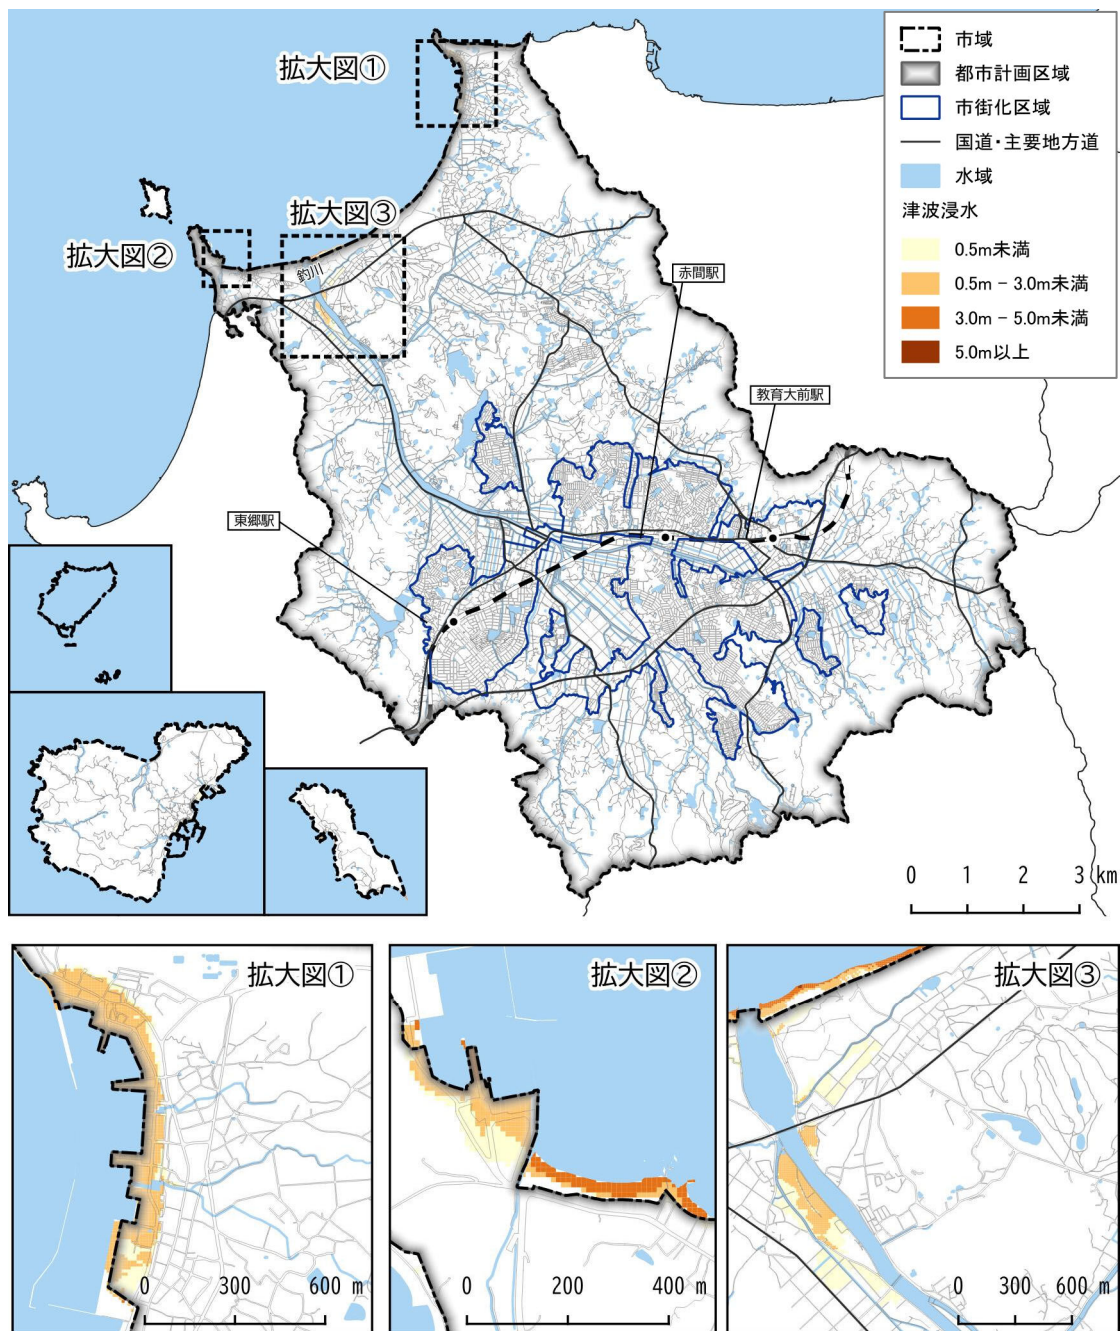 拡大図①
拡大図②
拡大図③
釣川
赤間駅
教育大前駅
東郷駅
市域
都市計画区域
市街化区域
国道・主要地方道
水域
津波浸水
0.5m未満
0.5m - 3.0m未満
3.0m - 5.0m未満
5.0m以上
0 1 2 3 km
拡大図①
0 300 600 m
拡大図②
0 200 400 m
拡大図③
0 300 600 m